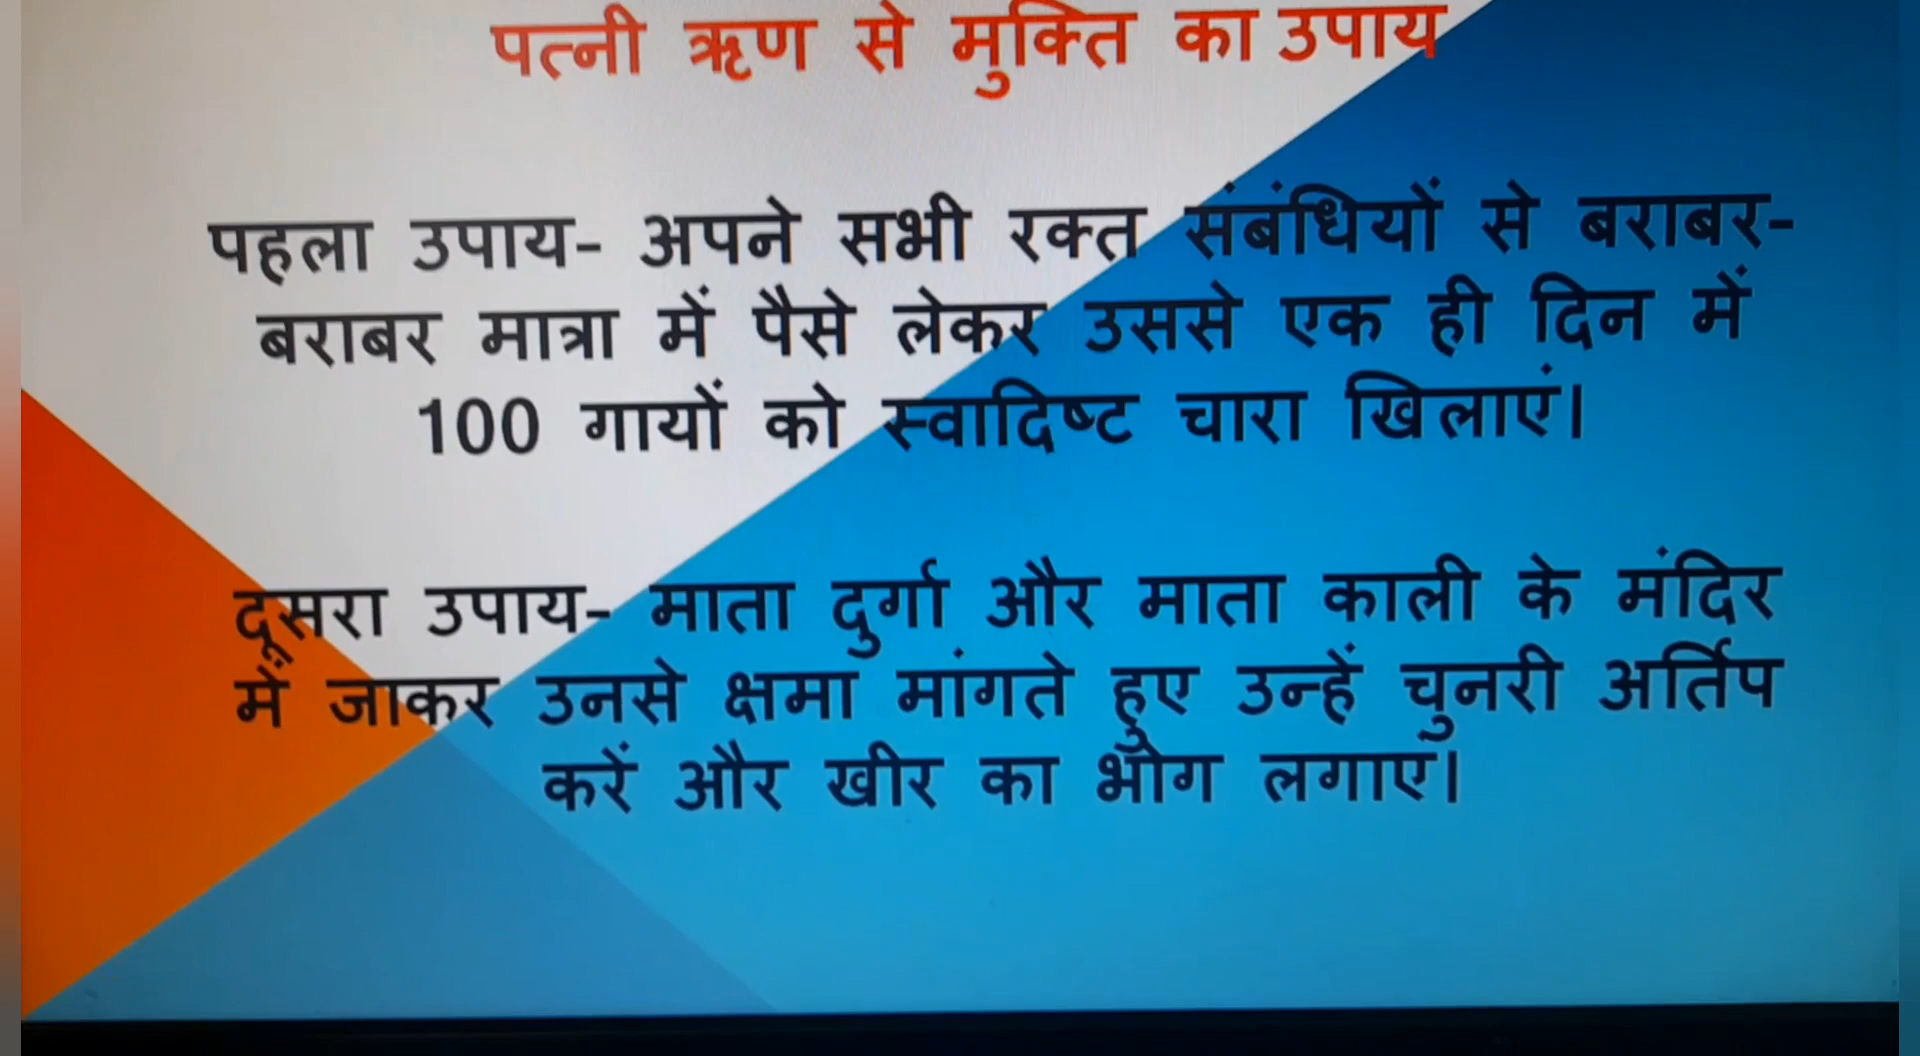 पत्नी ऋण से मुक्ति का उपाय
पहला उपाय- अपने सभी रक्त संबंधियों से बराबर-
बराबर मात्रा में पैसे लेकर उससे एक ही दिन में
100 गायों को स्वादिष्ट चारा खिलाएं।
दूसरा उपाय- माता दुर्गा और माता काली के मंदिर
में जाकर उनसे क्षमा मांगते हुए उन्हें चुनरी अर्तिप
करें और खीर का भोग लगाए।